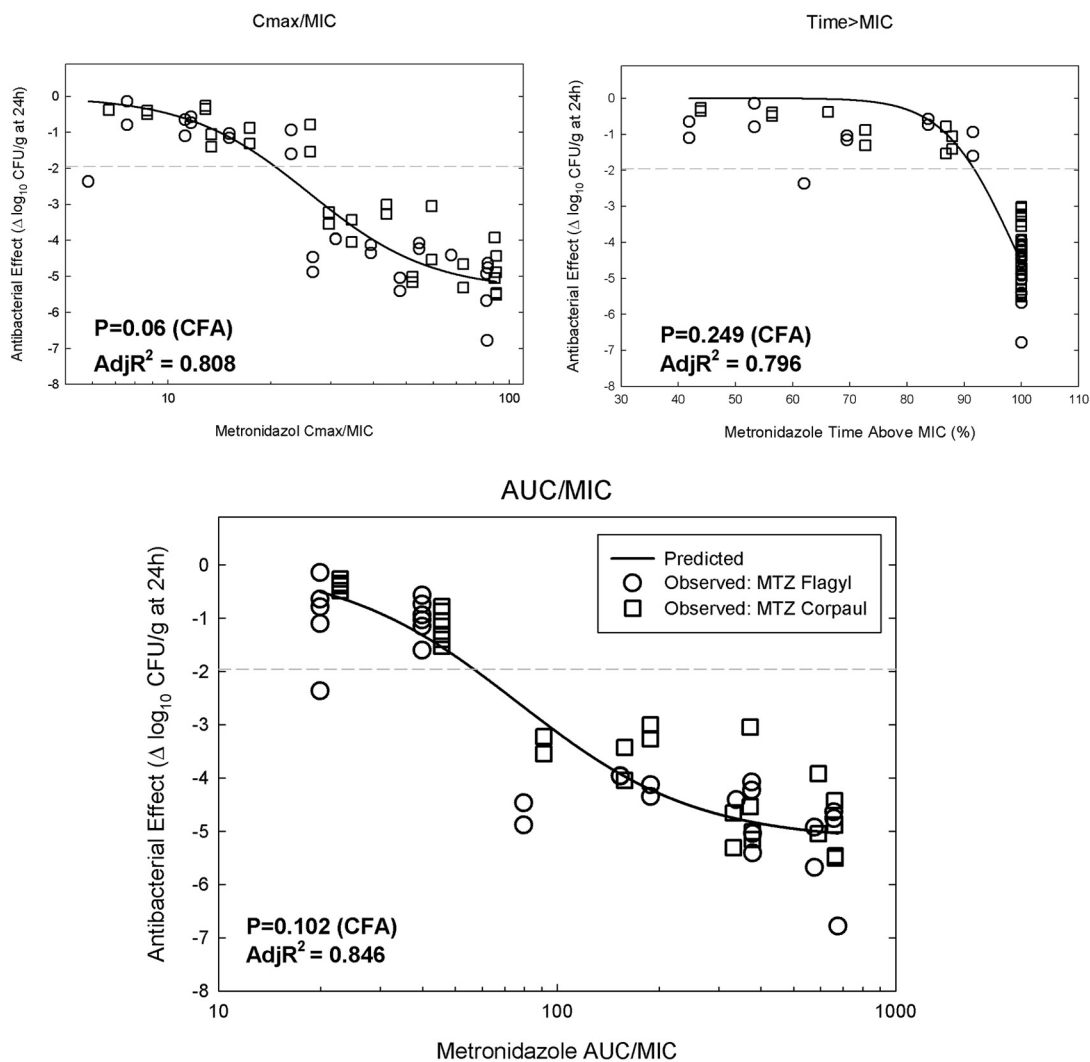 Cmax/MIC
Antibacterial Effect (Δ log10 CFU/g at 24h)
0
-1
-2
-3
-4
-5
-6
-7
-8
P=0.06 (CFA)
AdjR² = 0.808
10
100
Metronidazol Cmax/MIC
Time>MIC
Antibacterial Effect (Δ log10 CFU/g at 24h)
0
-1
-2
-3
-4
-5
-6
-7
-8
P=0.249 (CFA)
AdjR² = 0.796
30 40 50 60 70 80 90 100 110
Metronidazole Time Above MIC (%)
AUC/MIC
Antibacterial Effect (Δ log10 CFU/g at 24h)
0
-1
-2
-3
-4
-5
-6
-7
-8
Predicted
Observed: MTZ Flagyl
Observed: MTZ Corpaul
P=0.102 (CFA)
AdjR² = 0.846
10 100 1000
Metronidazole AUC/MIC